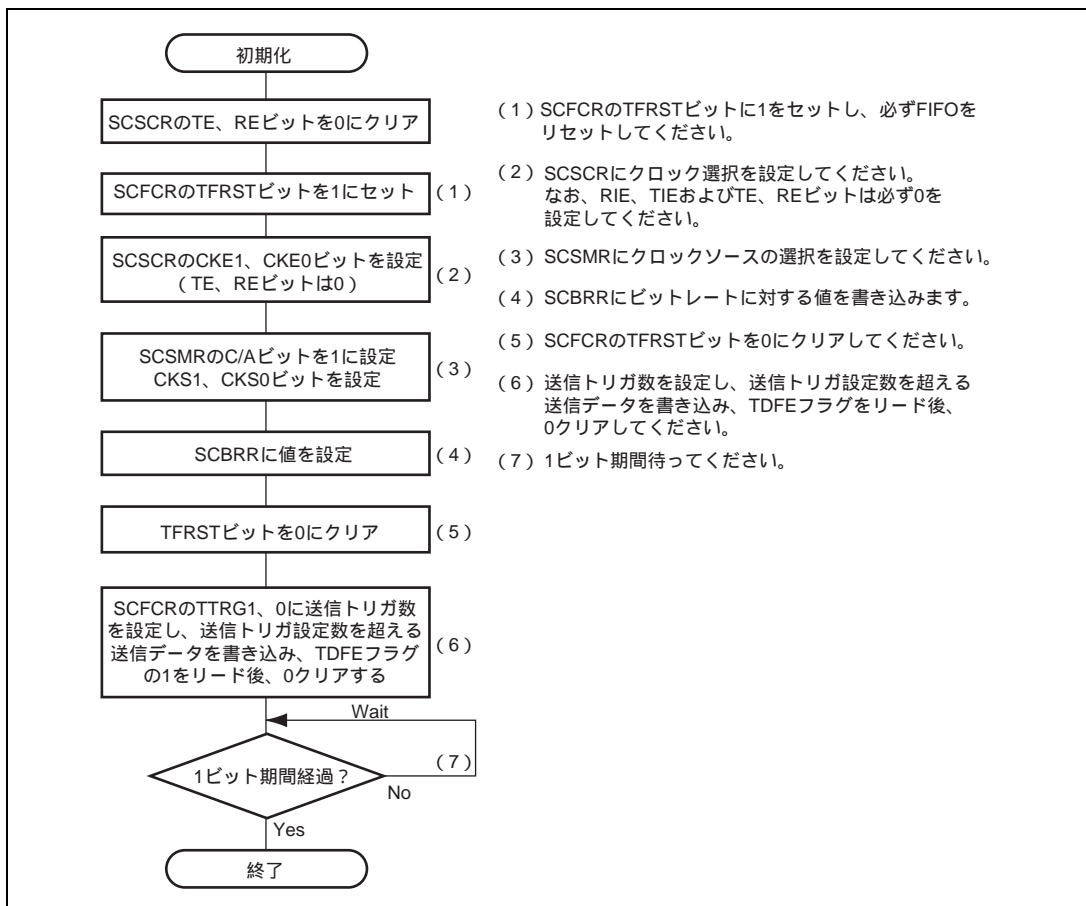 初期化
SCSCRのTE、REビットを0にクリア
SCFCRのTFRSTビットを1にセット
(1)
SCSCRのCKE1、CKE0ビットを設定
(TE、REビットは0)
(2)
SCSMRのC/Aビットを1に設定
CKS1、CKS0ビットを設定
(3)
SCBRRに値を設定
(4)
TFRSTビットを0にクリア
(5)
SCFCRのTTRG1、0に送信トリガ数
を設定し、送信トリガ設定数を超える
送信データを書き込み、TDFEフラグ
の1をリード後、0クリアする
(6)
Wait
1ビット期間経過?
(7)
No
Yes
終了
(1)SCFCRのTFRSTビットに1をセットし、必ずFIFOを
リセットしてください。
(2)SCSCRにクロック選択を設定してください。
なお、RIE、TIEおよびTE、REビットは必ず0を
設定してください。
(3)SCSMRにクロックソースの選択を設定してください。
(4)SCBRRにビットレートに対する値を書き込みます。
(5)SCFCRのTFRSTビットを0にクリアしてください。
(6)送信トリガ数を設定し、送信トリガ設定数を超える
送信データを書き込み、TDFEフラグをリード後、
0クリアしてください。
(7)1ビット期間待ってください。